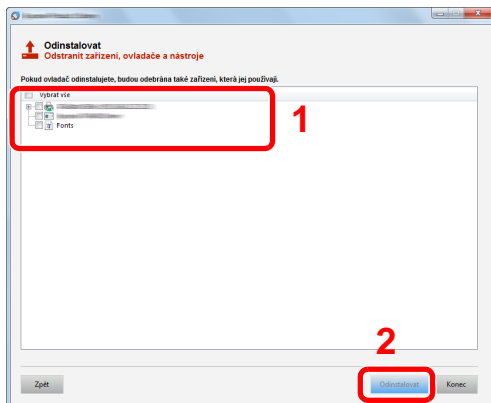 Odinstalovat
Odstranit zařízení, ovladače a nástroje
Pokud ovladač odinstalujete, budou odebrána také zařízení, která jej používají.
Vybrat vše
Fonts
1
2
Zpět
Odinstalovat
Konec